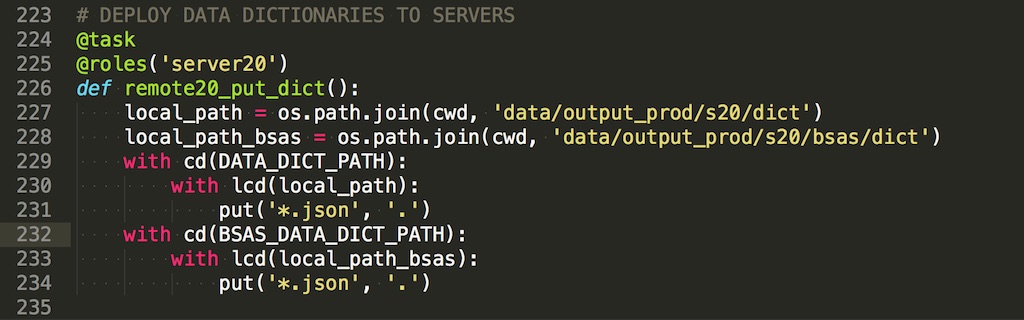 223 # DEPLOY DATA DICTIONARIES TO SERVERS
224 @task
225 @roles('server20')
226 def remote20_put_dict():
227     local_path = os.path.join(cwd, 'data/output_prod/s20/dict')
228     local_path_bsas = os.path.join(cwd, 'data/output_prod/s20/bsas/dict')
229     with cd(DATA_DICT_PATH):
230         with lcd(local_path):
231             put('*.json', '.')
232     with cd(BSAS_DATA_DICT_PATH):
233         with lcd(local_path_bsas):
234             put('*.json', '.')
235